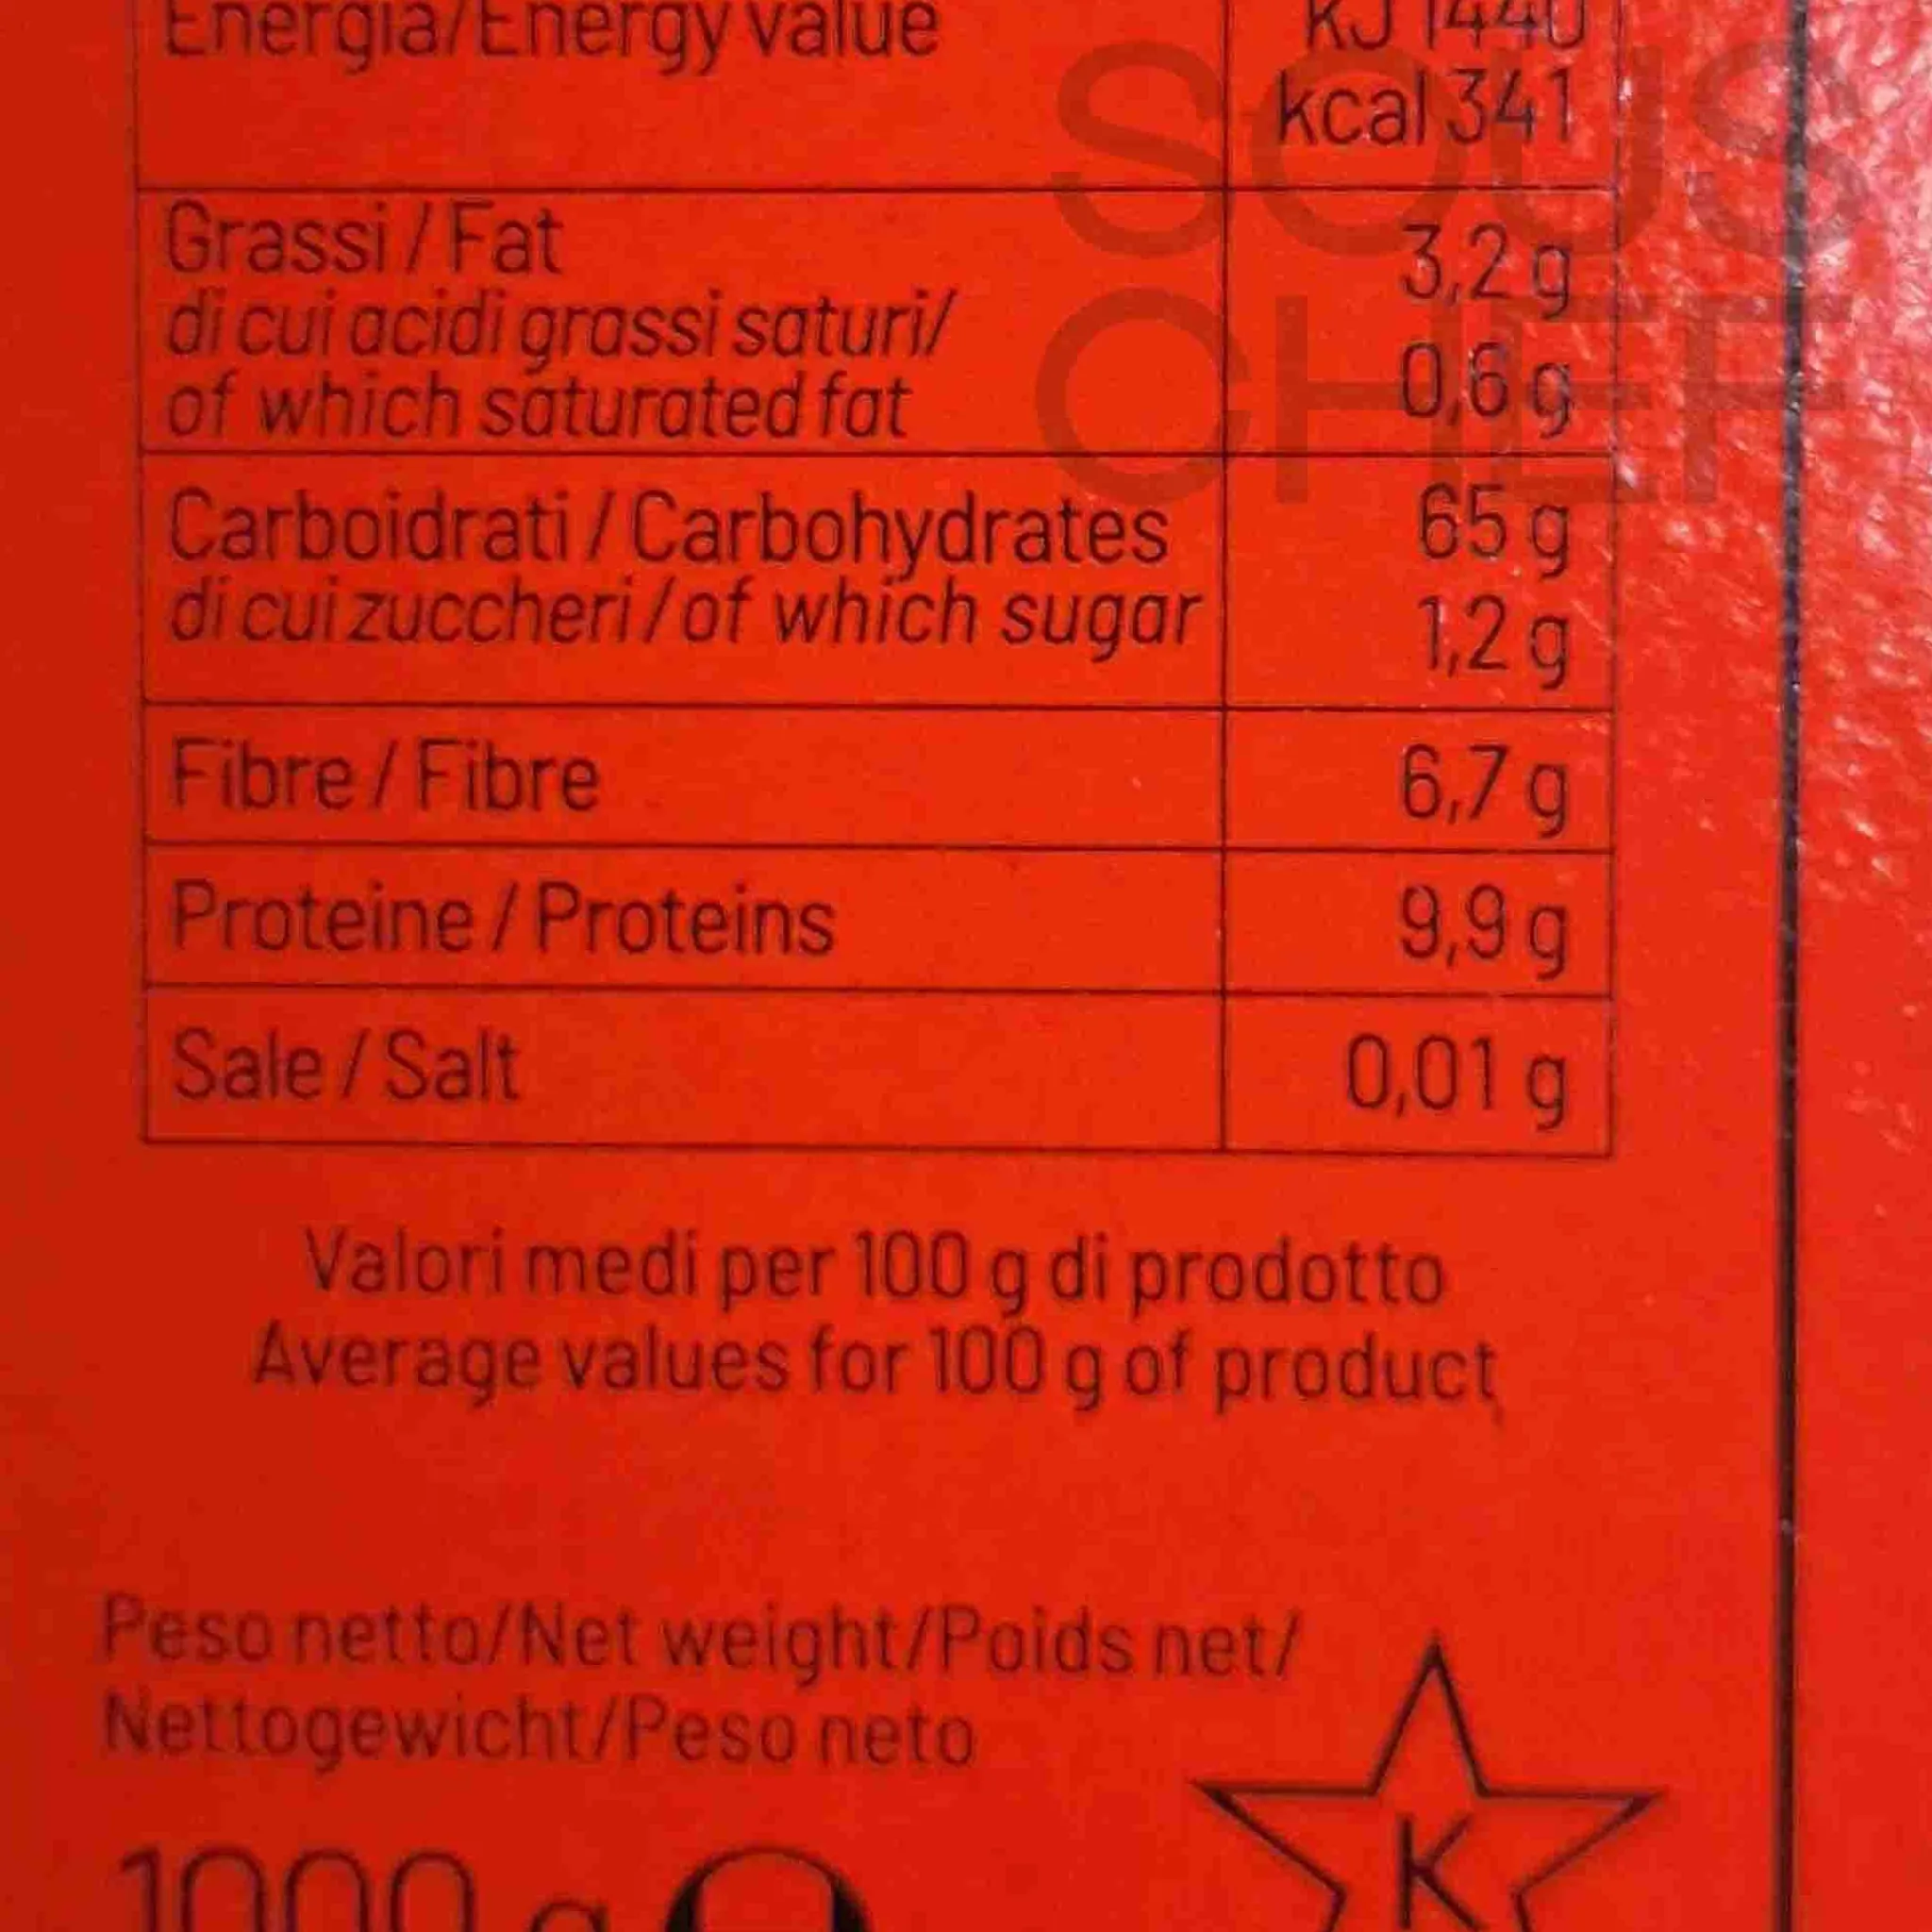 Energia/Energy value
KJ 1440
kcal 341
Grassi / Fat
3,2 g
di cui acidi grassi saturi/
of which saturated fat
0,6 g
Carboidrati / Carbohydrates
65 g
di cui zuccheri / of which sugar
1,2 g
Fibre / Fibre
6,7 g
Proteine / Proteins
9,9 g
Sale / Salt
0,01 g
Valori medi per 100 g di prodotto
Average values for 100 g of product
Peso netto/Net weight/Poids net/
Nettogewicht/Peso neto
1000 g
K
SOUS
CHEF